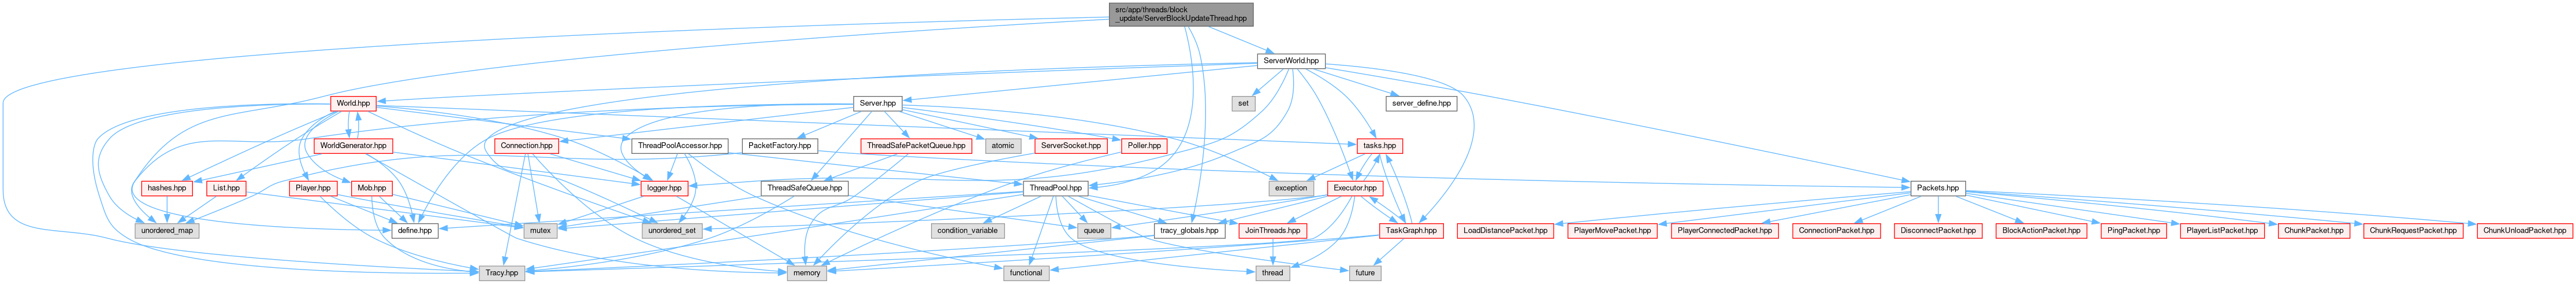 src/app/threads/block
_update/ServerBlockUpdateThread.hpp
ServerWorld.hpp
World.hpp
Server.hpp
set
server_define.hpp
WorldGenerator.hpp
Connection.hpp
ThreadPoolAccessor.hpp
PacketFactory.hpp
ThreadSafePacketQueue.hpp
atomic
ServerSocket.hpp
Poller.hpp
tasks.hpp
hashes.hpp
List.hpp
Player.hpp
Mob.hpp
logger.hpp
ThreadSafeQueue.hpp
ThreadPool.hpp
exception
Executor.hpp
Packets.hpp
unordered_map
define.hpp
mutex
unordered_set
condition_variable
queue
tracy_globals.hpp
JoinThreads.hpp
TaskGraph.hpp
LoadDistancePacket.hpp
PlayerMovePacket.hpp
PlayerConnectedPacket.hpp
ConnectionPacket.hpp
DisconnectPacket.hpp
BlockActionPacket.hpp
PingPacket.hpp
PlayerListPacket.hpp
ChunkPacket.hpp
ChunkRequestPacket.hpp
ChunkUnloadPacket.hpp
Tracy.hpp
memory
functional
thread
future